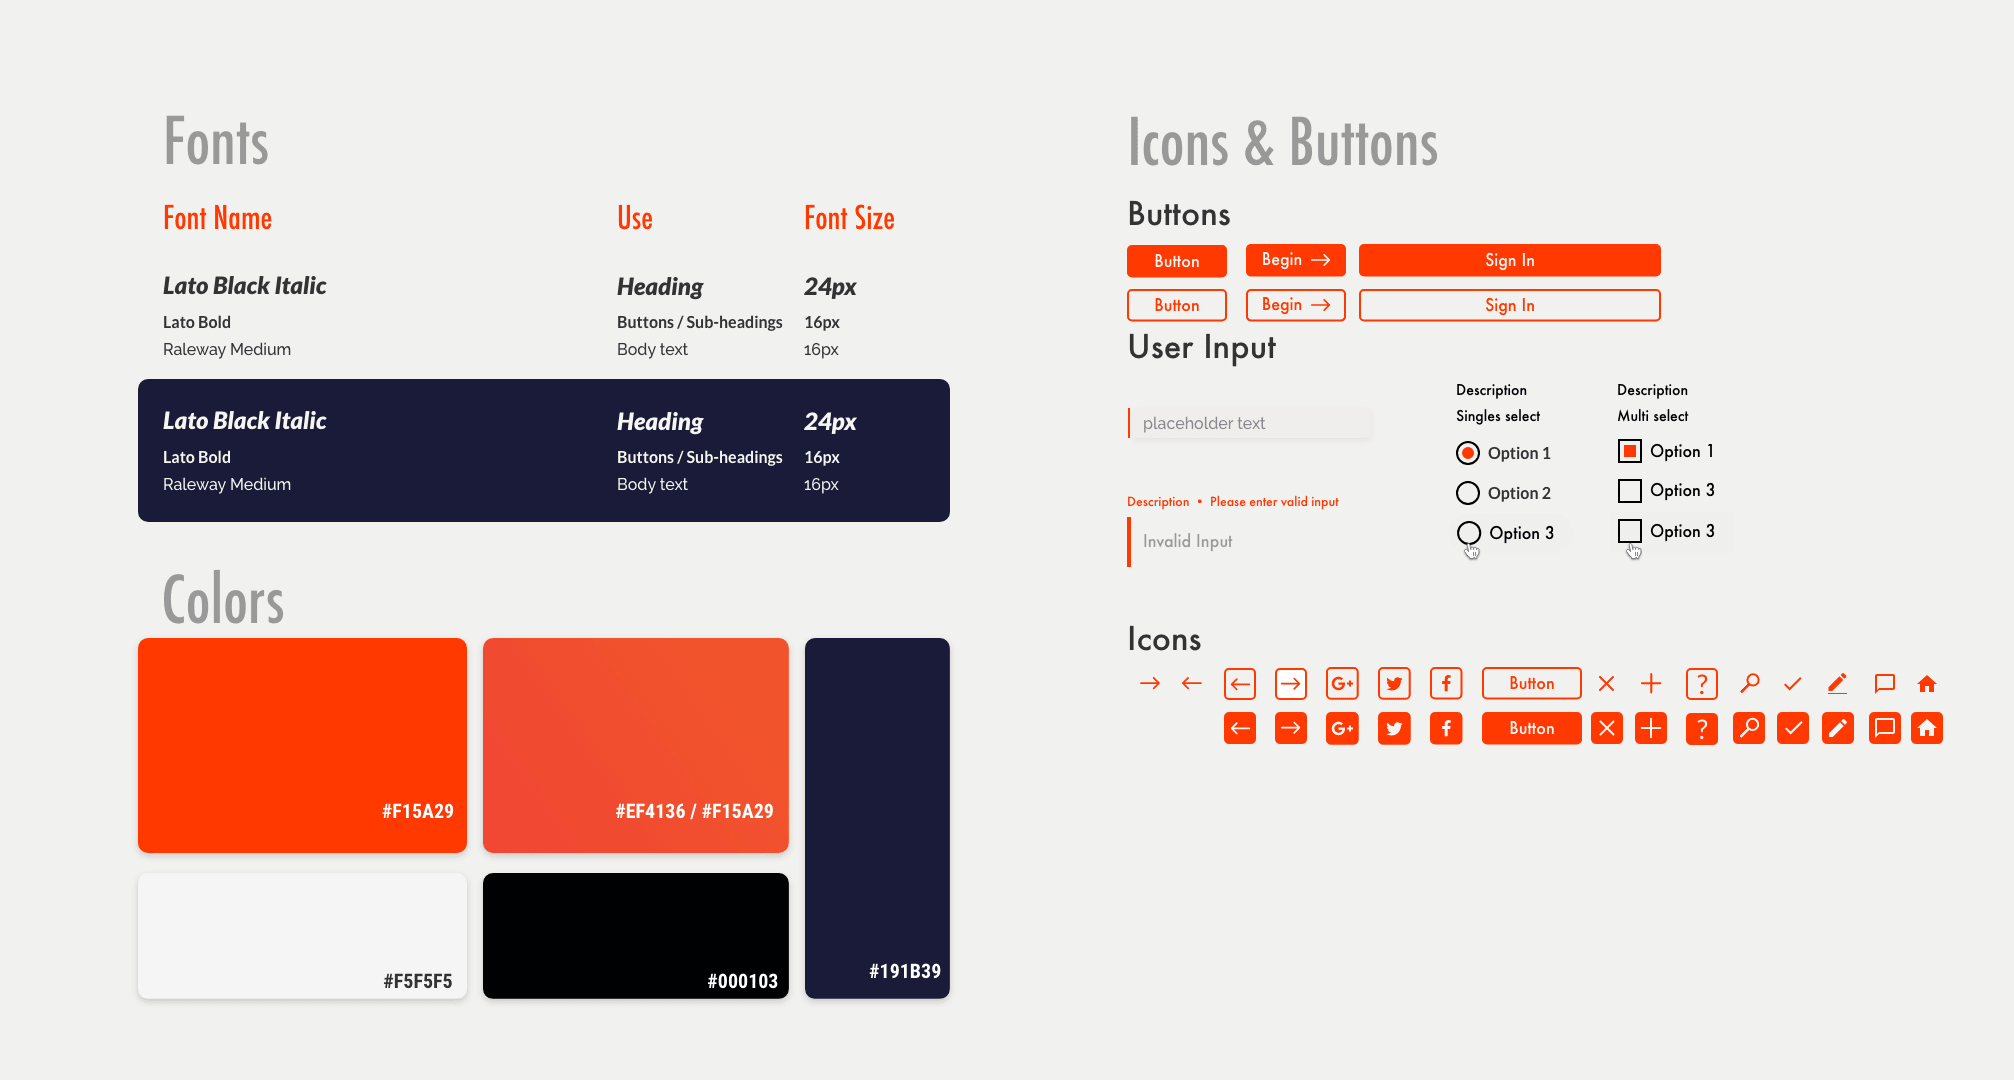 Fonts
Font Name Use Font Size
Lato Black Italic Heading 24px
Lato Bold Buttons / Sub-headings 16px
Raleway Medium Body text 16px
Lato Black Italic Heading 24px
Lato Bold Buttons / Sub-headings 16px
Raleway Medium Body text 16px
Colors
#F15A29
#EF4136 / #F15A29
#F5F5F5
#000103
#191B39
Icons & Buttons
Buttons
Button Begin Sign In
Button Begin Sign In
User Input
placeholder text
Description • Please enter valid input
Invalid Input
Description
Singles select
Option 1
Option 2
Option 3
Description
Multi select
Option 1
Option 3
Option 3
Icons
G+ f Button ?
G+ f Button ?